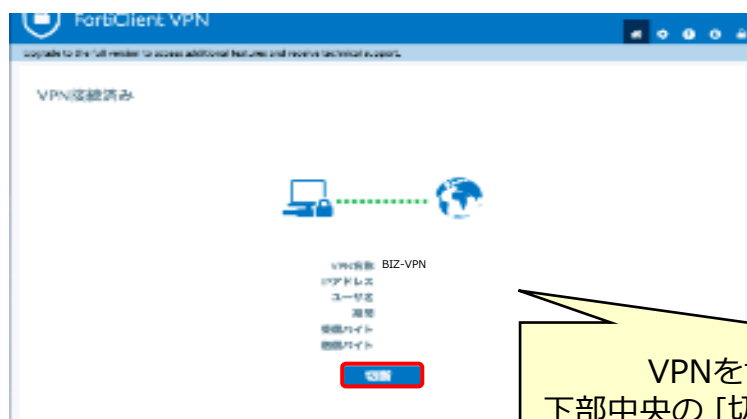 FortiClient VPN
Upgrade to the full version to access additional features and receive technical support.
VPN接続済み
VPN名称 BIZ-VPN
IPアドレス
ユーザ名
期間
受信バイト
送信バイト
切断
VPNを
下部中央の [切